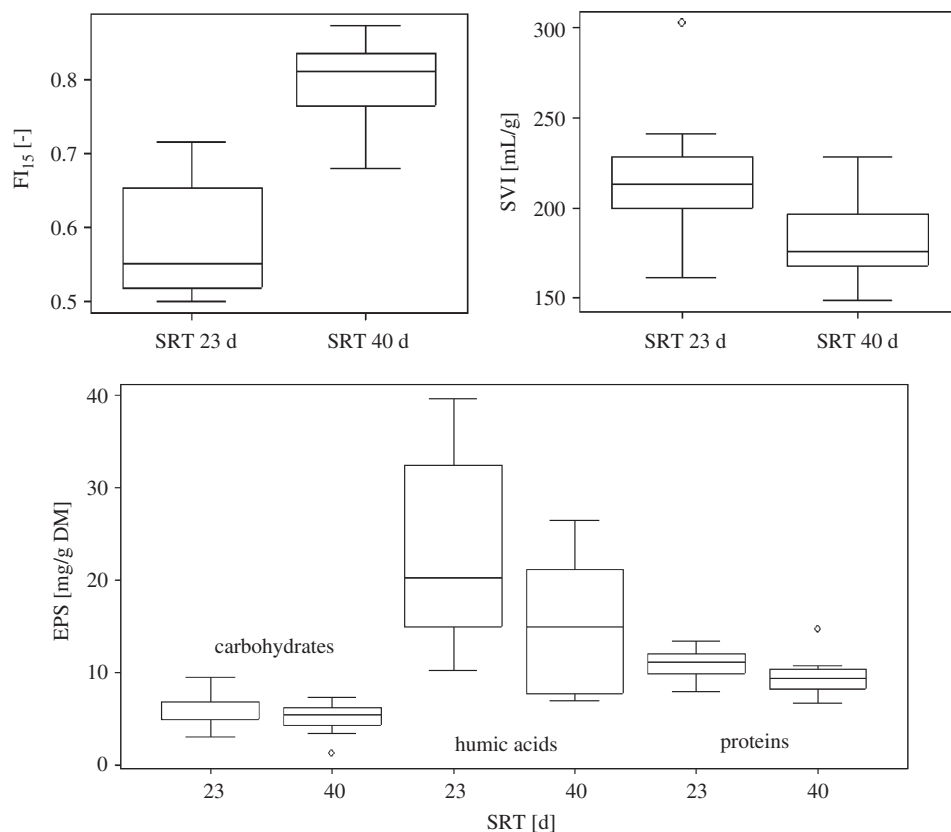 FI15 [-]
0.8
0.7
0.6
0.5
SRT 23 d SRT 40 d
SVI [mL/g]
300
250
200
150
SRT 23 d SRT 40 d
EPS [mg/g DM]
40
30
20
10
0
carbohydrates
humic acids
proteins
23 40 23 40 23 40
SRT [d]